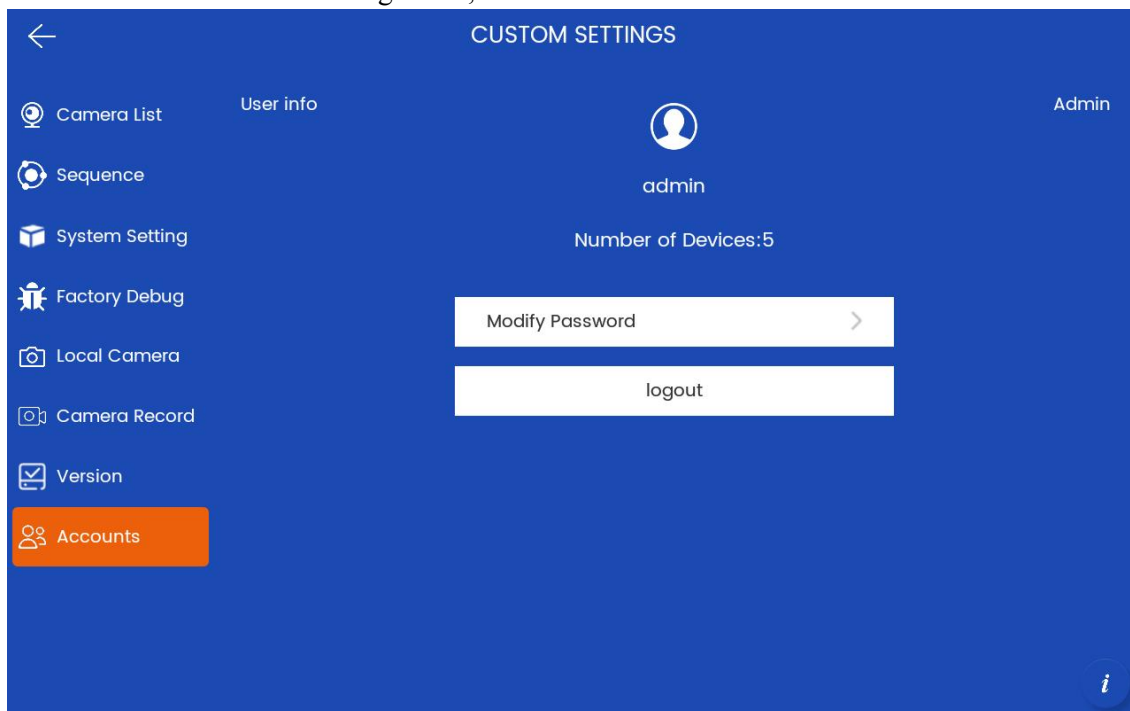 CUSTOM SETTINGS
Camera List
Sequence
System Setting
Factory Debug
Local Camera
Camera Record
Version
Accounts
User info
Admin
admin
Number of Devices:5
Modify Password
logout
i